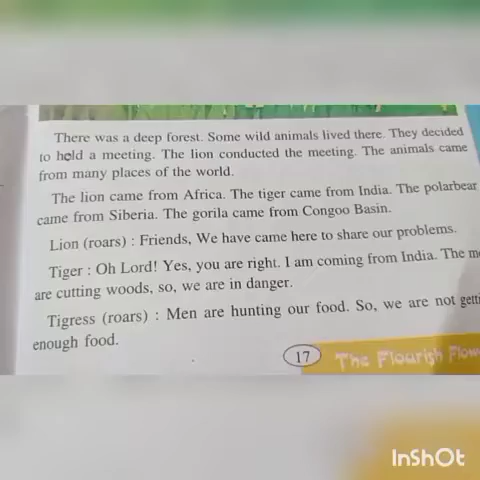 There was a deep forest. Some wild animals lived there. They decided
to held a meeting. The lion conducted the meeting. The animals came
from many places of the world.
The lion came from Africa. The tiger came from India. The polarbear
came from Siberia. The gorila came from Congoo Basin.
Lion (roars) : Friends, We have came here to share our problems.
Tiger : Oh Lord! Yes, you are right. I am coming from India. The
are cutting woods, so, we are in danger.
Tigress (roars) : Men are hunting our food. So, we are not
enough food.
17 The Flourish
InShOt